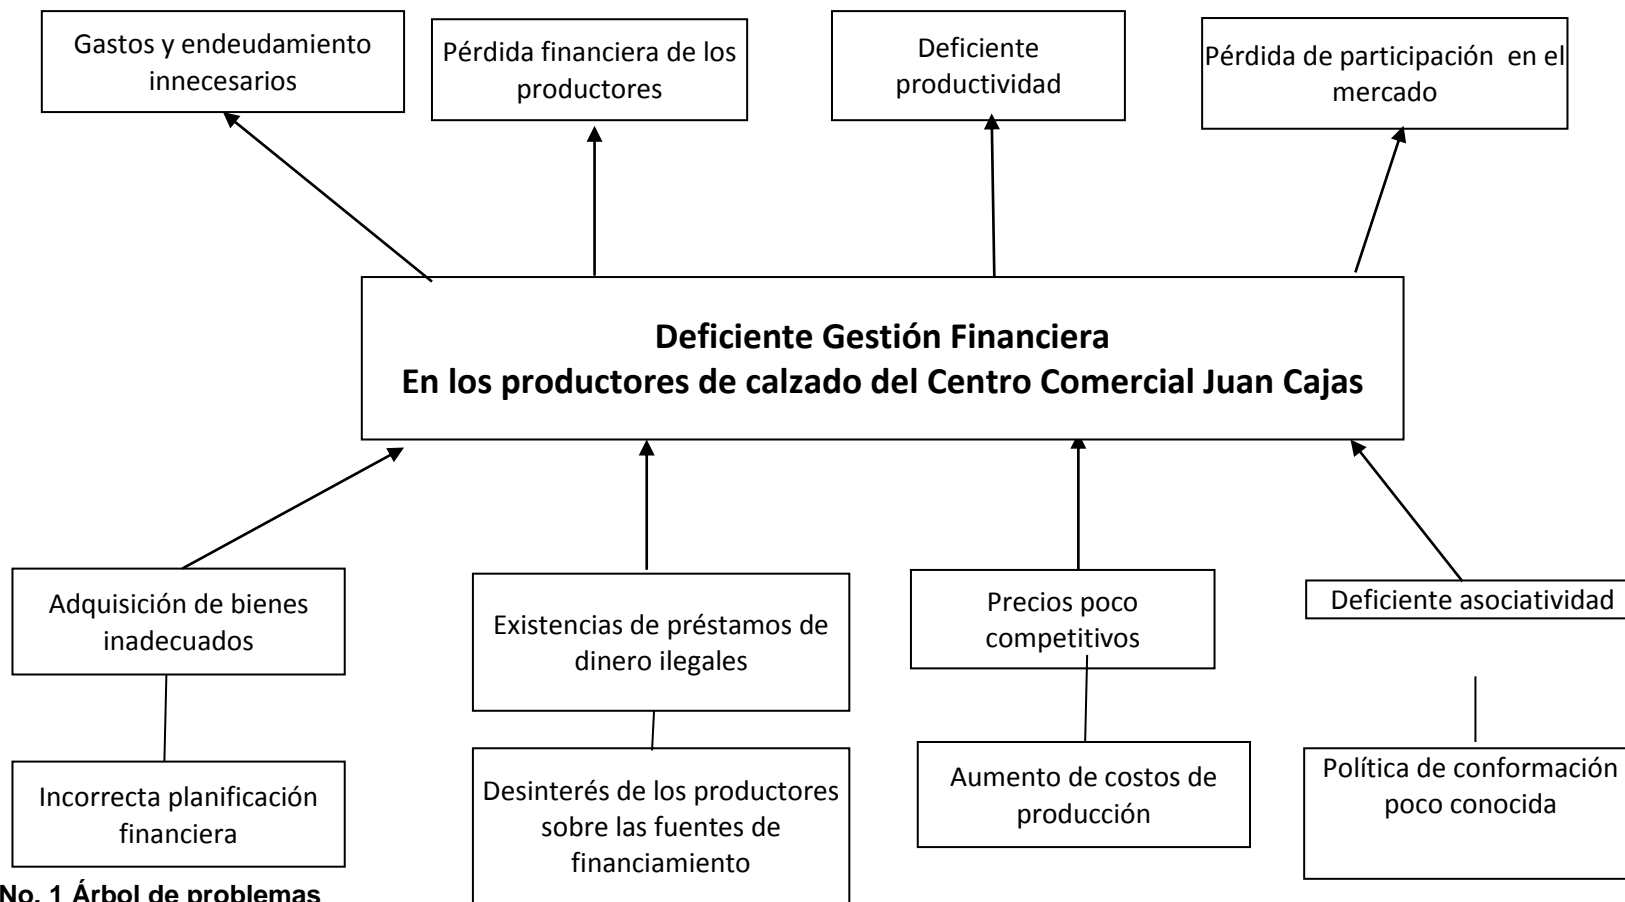 Gastos y endeudamiento
innecesarios
Pérdida financiera de los
productores
Deficiente
productividad
Pérdida de participación en el
mercado
Deficiente Gestión Financiera
En los productores de calzado del Centro Comercial Juan Cajas
Adquisición de bienes
inadecuados
Existencias de préstamos de
dinero ilegales
Precios poco
competitivos
Deficiente asociatividad
Incorrecta planificación
financiera
Desinterés de los productores
sobre las fuentes de
financiamiento
Aumento de costos de
producción
Política de conformación
poco conocida
No. 1 Árbol de problemas